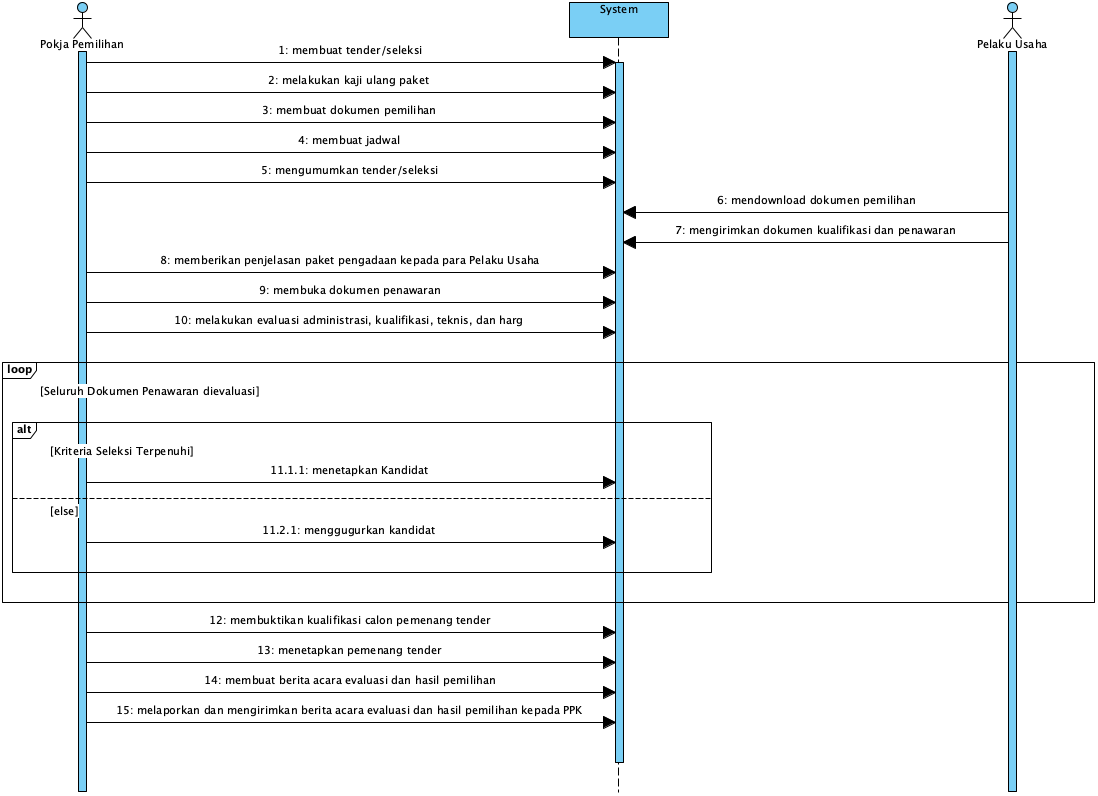 System
Pokja Pemilihan
Pelaku Usaha
1: membuat tender/seleksi
2: melakukan kaji ulang paket
3: membuat dokumen pemilihan
4: membuat jadwal
5: mengumumkan tender/seleksi
6: mendownload dokumen pemilihan
7: mengirimkan dokumen kualifikasi dan penawaran
8: memberikan penjelasan paket pengadaan kepada para Pelaku Usaha
9: membuka dokumen penawaran
10: melakukan evaluasi administrasi, kualifikasi, teknis, dan harg
loop
[Seluruh Dokumen Penawaran dievaluasi]
alt
[Kriteria Seleksi Terpenuhi]
11.1.1: menetapkan Kandidat
[else]
11.2.1: menggugurkan kandidat
12: membuktikan kualifikasi calon pemenang tender
13: menetapkan pemenang tender
14: membuat berita acara evaluasi dan hasil pemilihan
15: melaporkan dan mengirimkan berita acara evaluasi dan hasil pemilihan kepada PPK